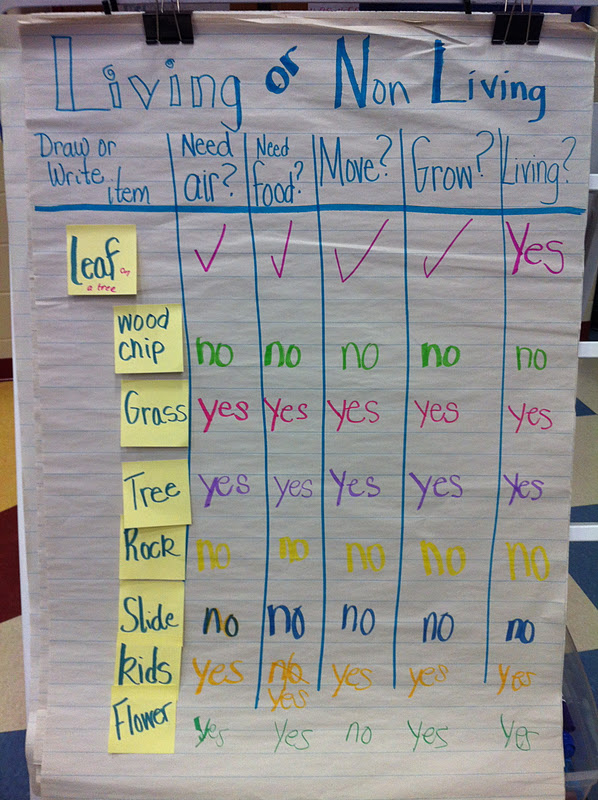 Living or Non Living
Draw or Write item Need air? Need food? Move? Grow? Living?
leaf on a tree ✓ ✓ ✓ ✓ Yes
wood chip no no no no no
Grass yes yes yes yes yes
Tree yes yes yes yes yes
Rock no no no no no
Slide no no no no no
kids yes no yes yes yes yes
Flower yes yes no yes yes